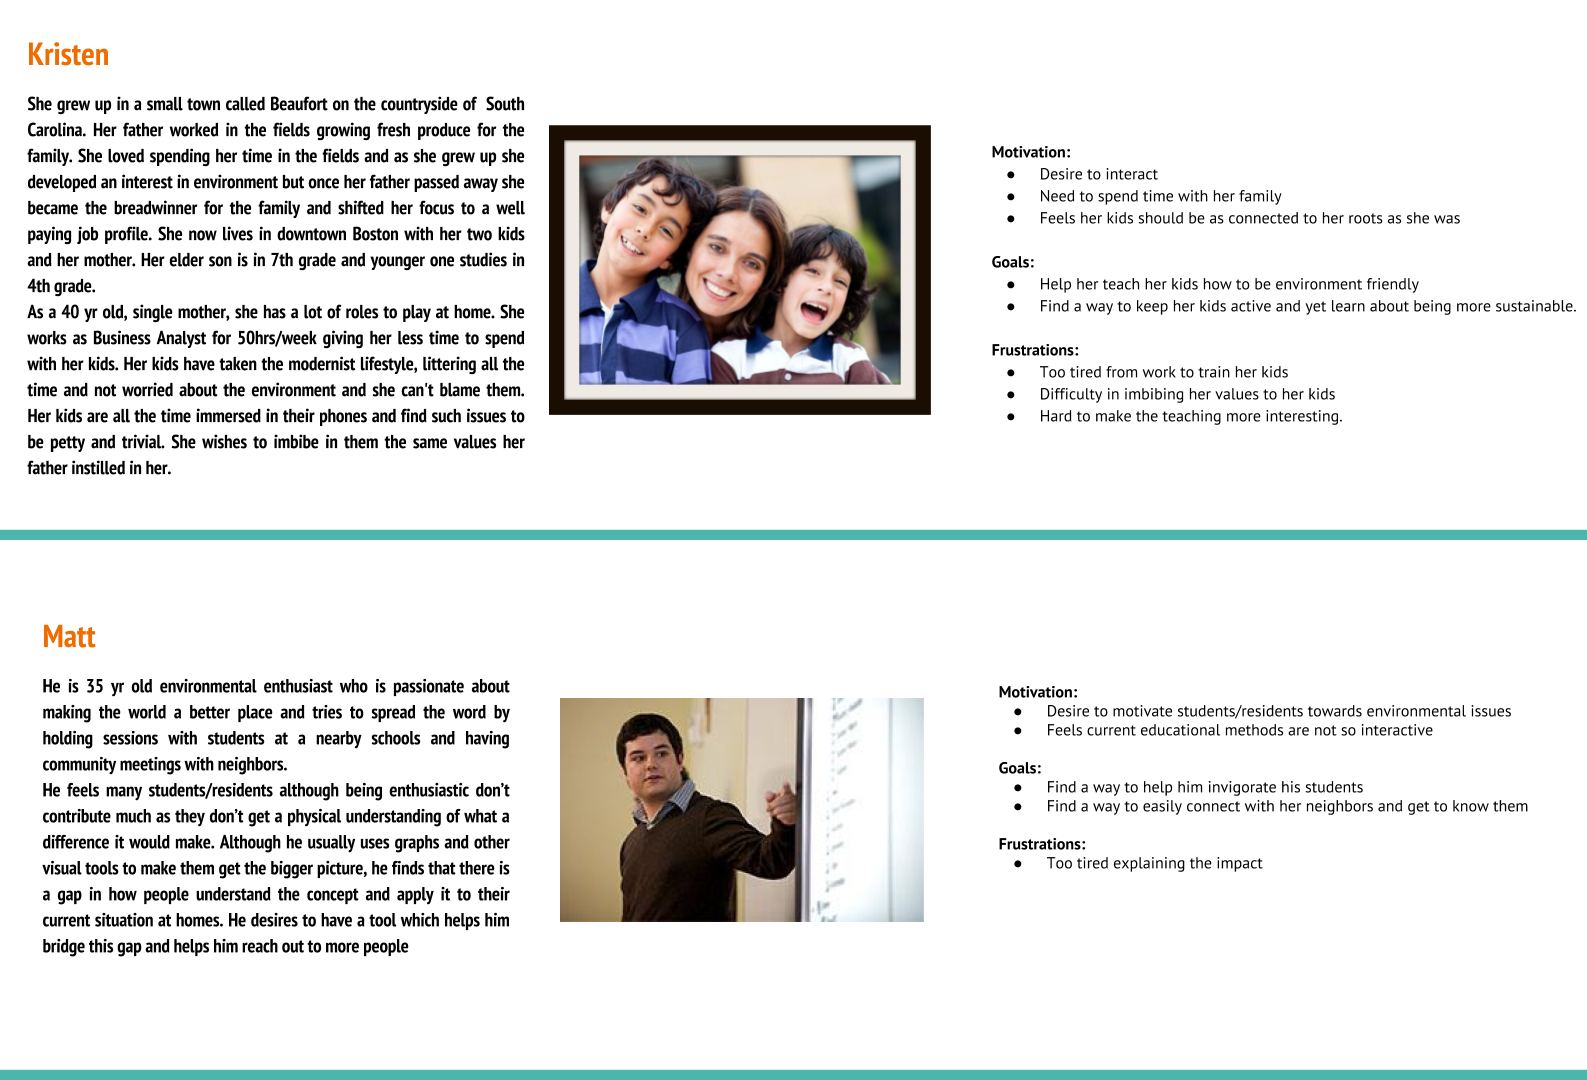 Kristen
She grew up in a small town called Beaufort on the countryside of South
Carolina. Her father worked in the fields growing fresh produce for the
family. She loved spending her time in the fields and as she grew up she
developed an interest in environment but once her father passed away she
became the breadwinner for the family and shifted her focus to a well
paying job profile. She now lives in downtown Boston with her two kids
and her mother. Her elder son is in 7th grade and younger one studies in
4th grade.
As a 40 yr old, single mother, she has a lot of roles to play at home. She
works as Business Analyst for 50hrs/week giving her less time to spend
with her kids. Her kids have taken the modernist lifestyle, littering all the
time and not worried about the environment and she can't blame them.
Her kids are all the time immersed in their phones and find such issues to
be petty and trivial. She wishes to imbibe in them the same values her
father instilled in her.
Motivation:
● Desire to interact
● Need to spend time with her family
● Feels her kids should be as connected to her roots as she was
Goals:
● Help her teach her kids how to be environment friendly
● Find a way to keep her kids active and yet learn about being more sustainable.
Frustrations:
● Too tired from work to train her kids
● Difficulty in imbibing her values to her kids
● Hard to make the teaching more interesting.
Matt
He is 35 yr old environmental enthusiast who is passionate about
making the world a better place and tries to spread the word by
holding sessions with students at a nearby schools and having
community meetings with neighbors.
He feels many students/residents although being enthusiastic don't
contribute much as they don't get a physical understanding of what a
difference it would make. Although he usually uses graphs and other
visual tools to make them get the bigger picture, he finds that there is
a gap in how people understand the concept and apply it to their
current situation at homes. He desires to have a tool which helps him
bridge this gap and helps him reach out to more people
Motivation:
● Desire to motivate students/residents towards environmental issues
● Feels current educational methods are not so interactive
Goals:
● Find a way to help him invigorate his students
● Find a way to easily connect with her neighbors and get to know them
Frustrations:
● Too tired explaining the impact